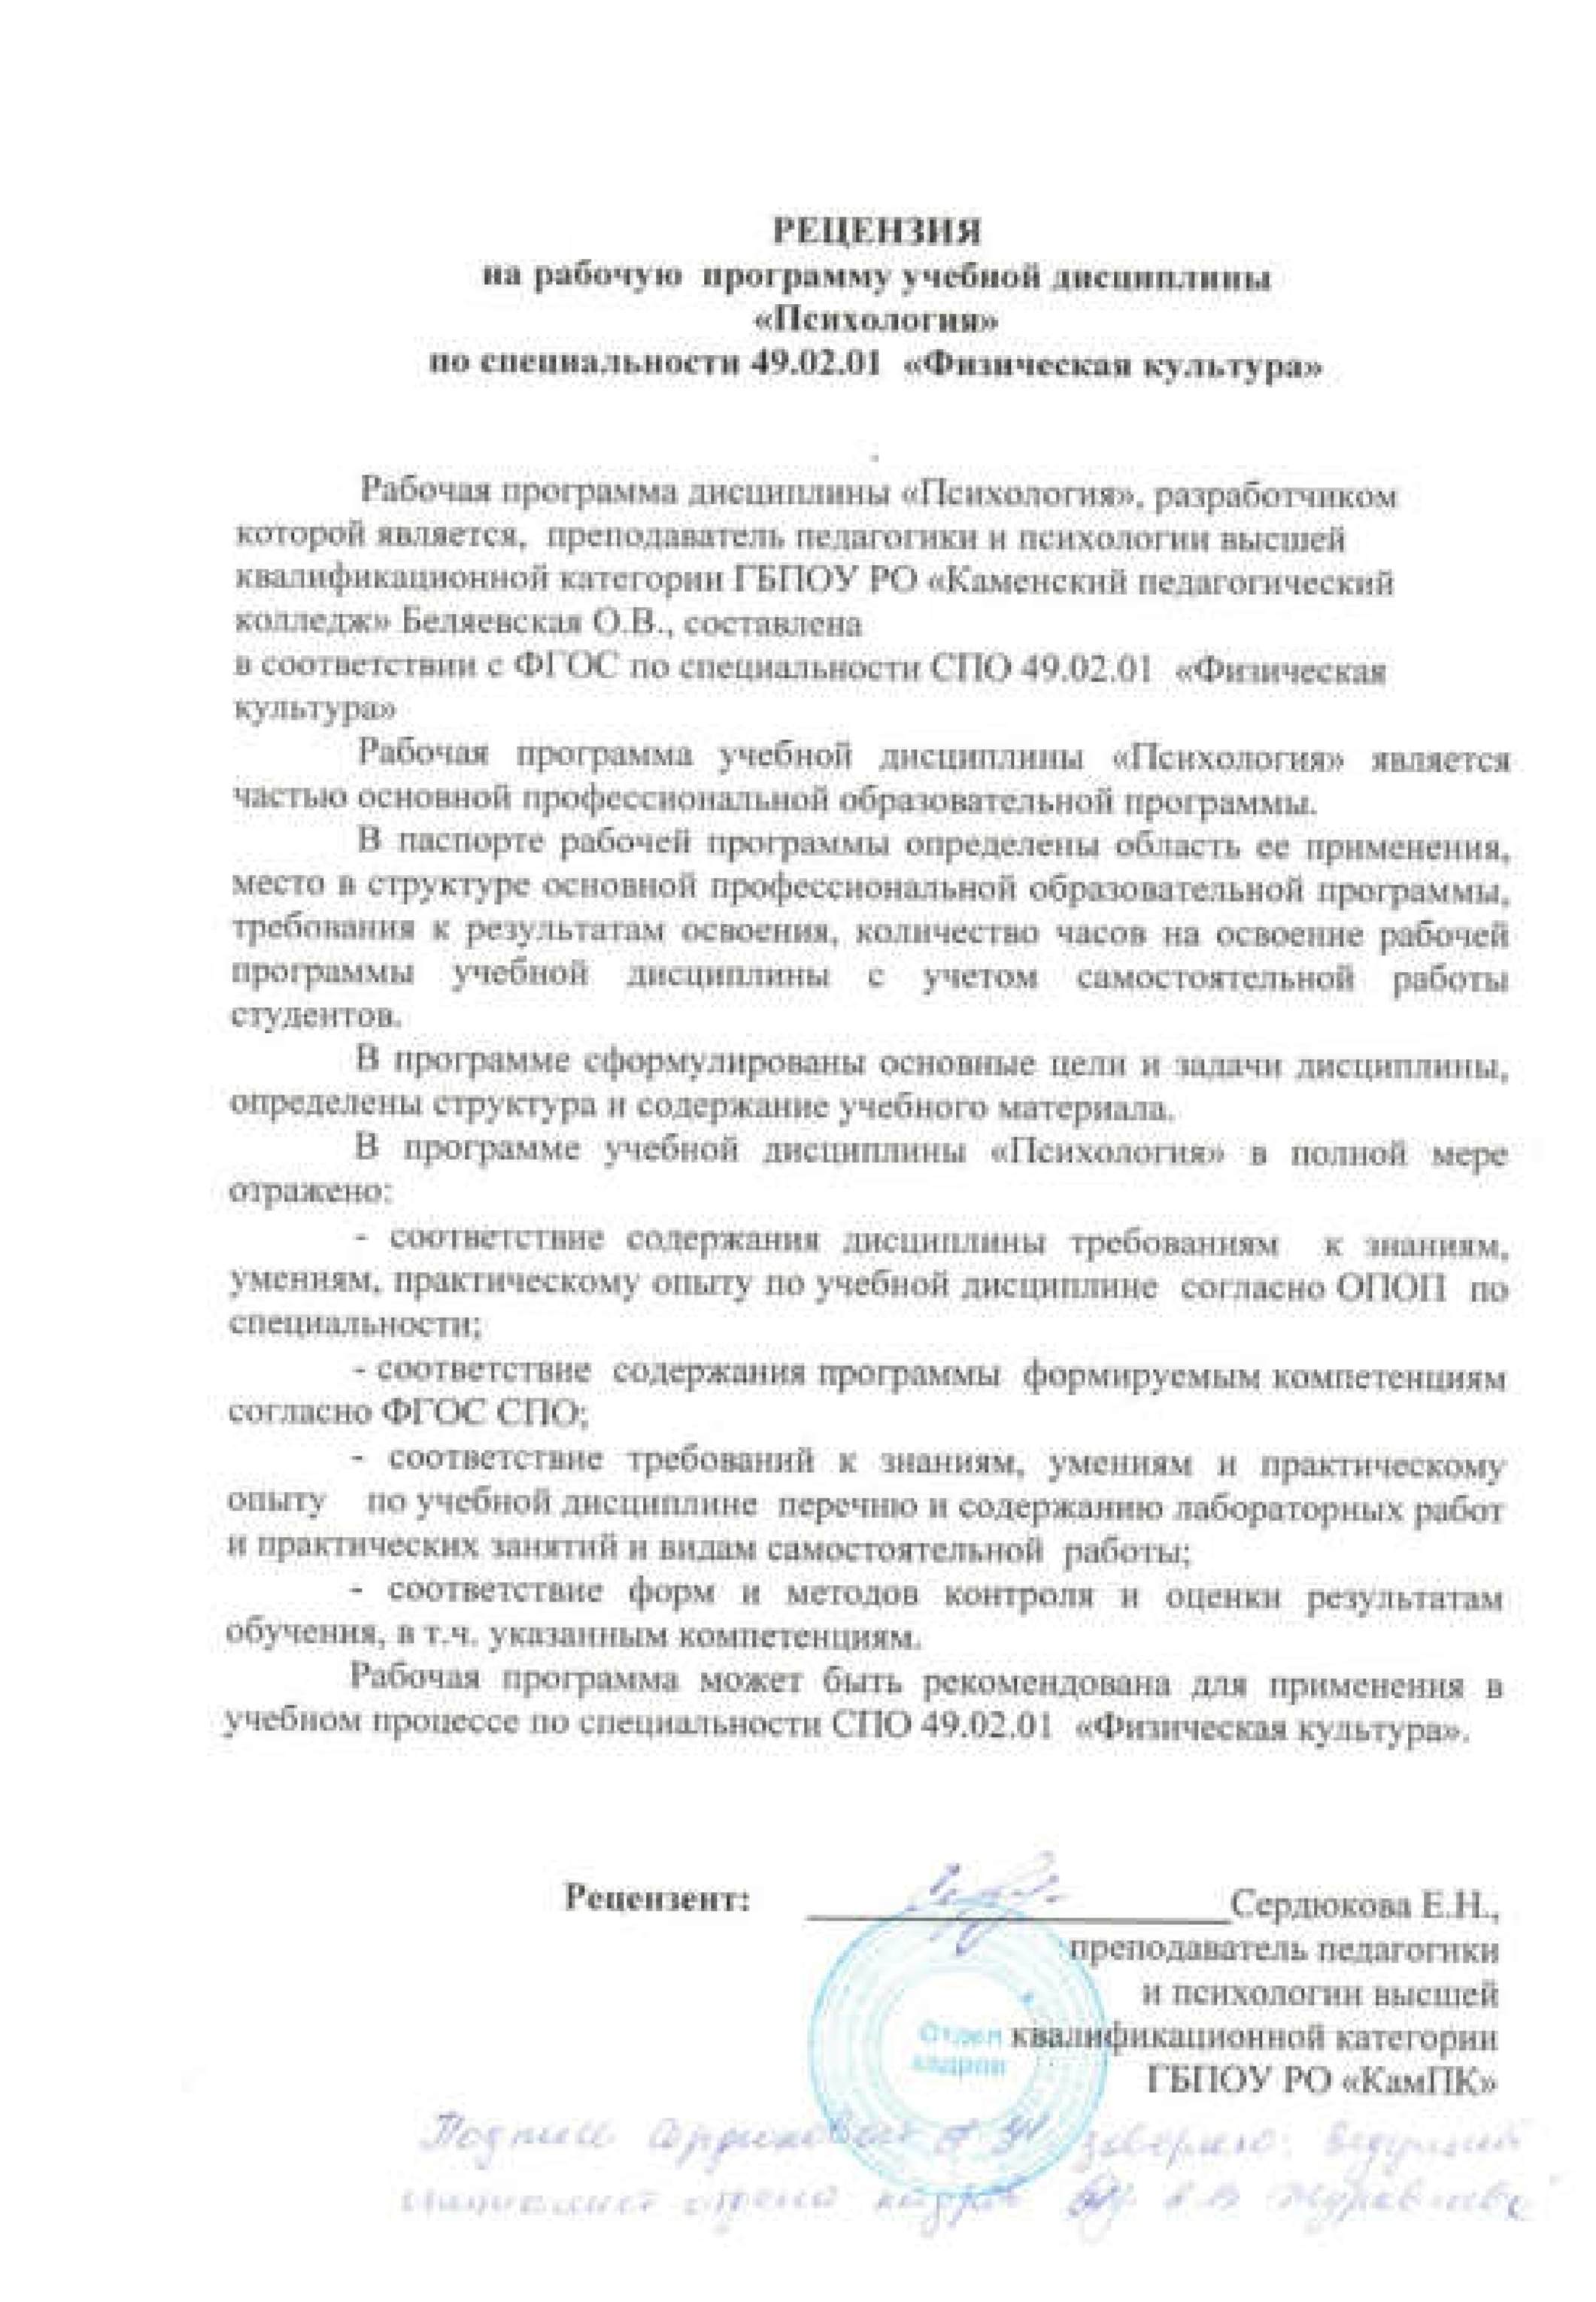 РЕЦЕНЗИЯ
на рабочую программу учебной дисциплины
«Психология»
по специальности 49.02.01 «Физическая культура»
Рабочая программа дисциплины «Психология», разработчиком
которой является, преподаватель педагогики и психологии высшей
квалификационной категории ГБПОУ РО «Каменский педагогический
колледж» Беляевская О.В., составлена
в соответствии с ФГОС по специальности СПО 49.02.01 «Физическая
культура»
Рабочая программа учебной дисциплины «Психология» является
частью основной профессиональной образовательной программы.
В паспорте рабочей программы определены область ее применения,
место в структуре основной профессиональной образовательной программы,
требования к результатам освоения, количество часов на освоение рабочей
программы учебной дисциплины с учетом самостоятельной работы
студентов.
В программе сформулированы основные цели и задачи дисциплины,
определены структура и содержание учебного материала.
В программе учебной дисциплины «Психология» в полной мере
отражено:
- соответствие содержания дисциплины требованиям к знаниям,
умениям, практическому опыту по учебной дисциплине согласно ОПОП по
специальности;
- соответствие содержания программы формируемым компетенциям
согласно ФГОС СПО;
- соответствие требований к знаниям, умениям и практическому
опыту по учебной дисциплине перечню и содержанию лабораторных работ
и практических занятий и видам самостоятельной работы;
- соответствие форм и методов контроля и оценки результатам
обучения, в т.ч. указанным компетенциям.
Рабочая программа может быть рекомендована для применения в
учебном процессе по специальности СПО 49.02.01 «Физическая культура».
Рецензент: Сердюкова Е.Н.,
преподаватель педагогики
и психологии высшей
квалификационной категории
ГБПОУ РО «КамПК»
Отдел
кадров
Подпись Сердюковой заверяю: ведущий
специалист отдела кадров